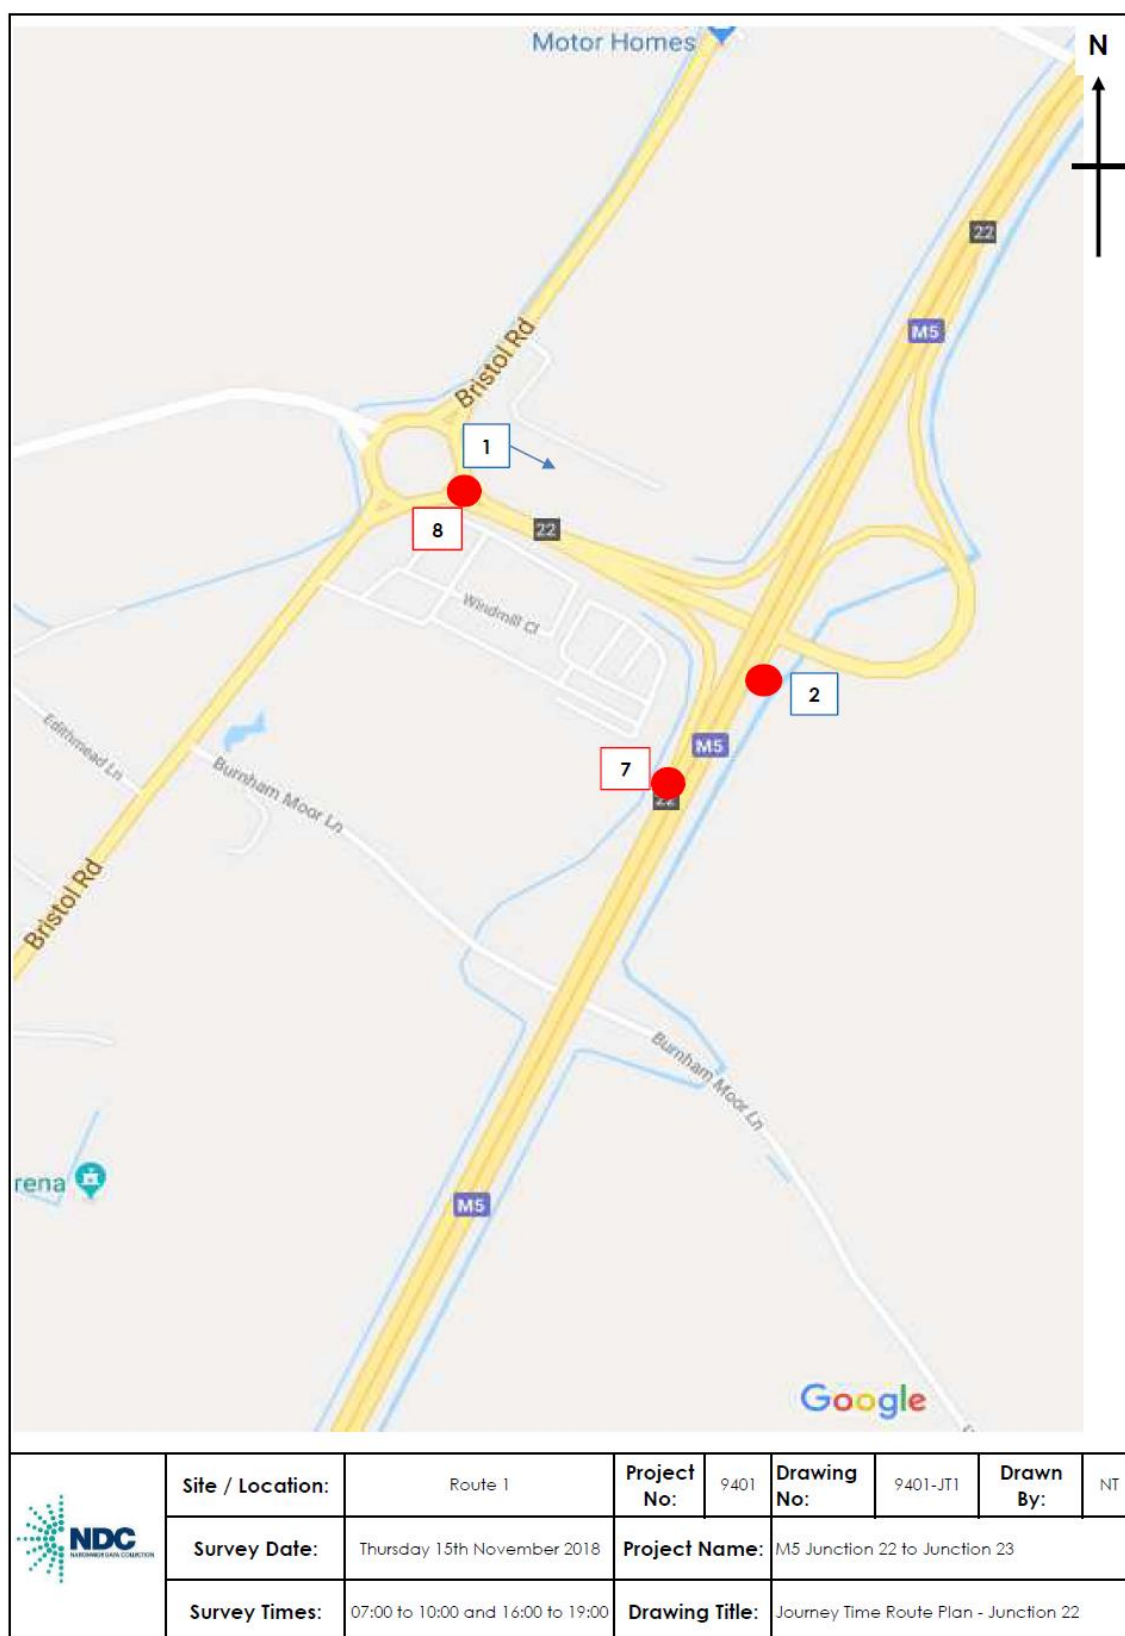 Motor Homes
N
22
M5
Bristol Rd
1
8
22
Windmill Cl
2
M5
7
22
Edithmead Ln
Burnham Moor Ln
Bristol Rd
Burnham Moor Ln
rena
M5
Google
NDC
NATIONWIDE DATA COLLECTION
Site / Location: Route 1 Project No: 9401 Drawing No: 9401-JT1 Drawn By: NT
Survey Date: Thursday 15th November 2018 Project Name: M5 Junction 22 to Junction 23
Survey Times: 07:00 to 10:00 and 16:00 to 19:00 Drawing Title: Journey Time Route Plan - Junction 22